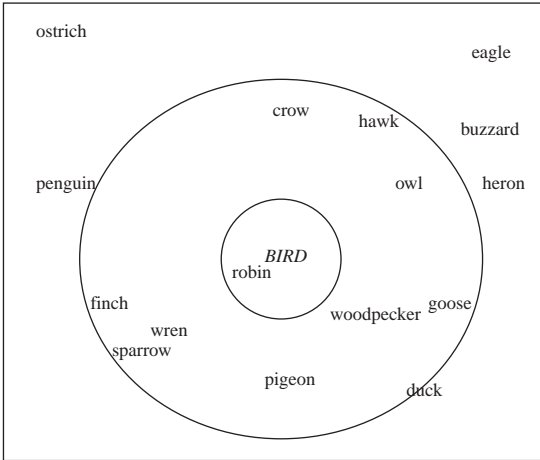 ostrich
eagle
crow
hawk
buzzard
penguin
owl
heron
BIRD
robin
finch
goose
woodpecker
wren
sparrow
pigeon
duck